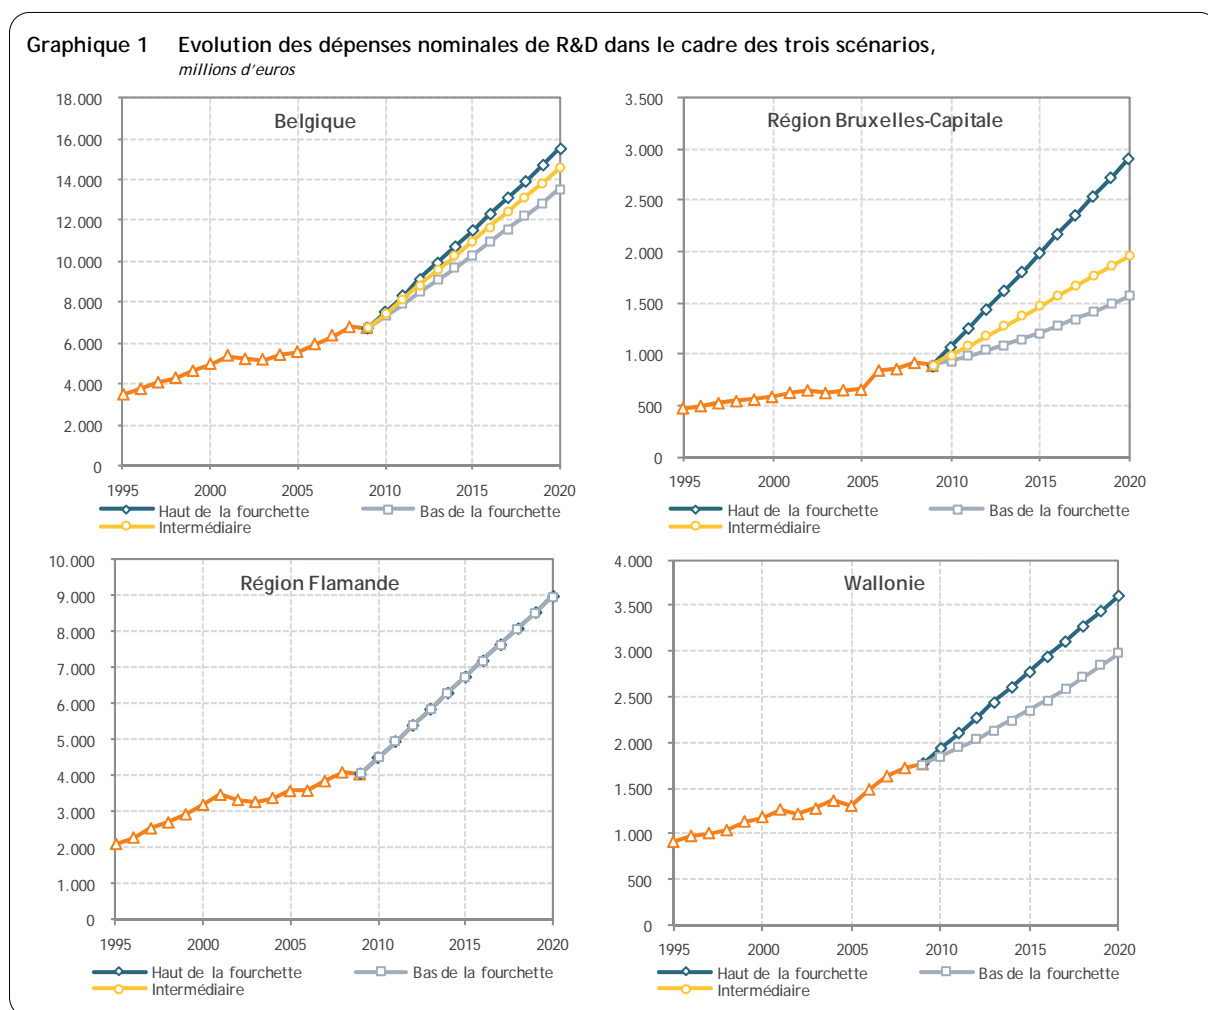 Graphique 1 Evolution des dépenses nominales de R&D dans le cadre des trois scénarios,
millions d'euros
Belgique
18.000
16.000
14.000
12.000
10.000
8.000
6.000
4.000
2.000
0
1995 2000 2005 2010 2015 2020
Haut de la fourchette Bas de la fourchette
Intermédiaire
Région Bruxelles-Capitale
3.500
3.000
2.500
2.000
1.500
1.000
500
0
1995 2000 2005 2010 2015 2020
Haut de la fourchette Bas de la fourchette
Intermédiaire
Région Flamande
10.000
9.000
8.000
7.000
6.000
5.000
4.000
3.000
2.000
1.000
0
1995 2000 2005 2010 2015 2020
Haut de la fourchette Bas de la fourchette
Intermédiaire
Wallonie
4.000
3.500
3.000
2.500
2.000
1.500
1.000
500
0
1995 2000 2005 2010 2015 2020
Haut de la fourchette Bas de la fourchette
Intermédiaire